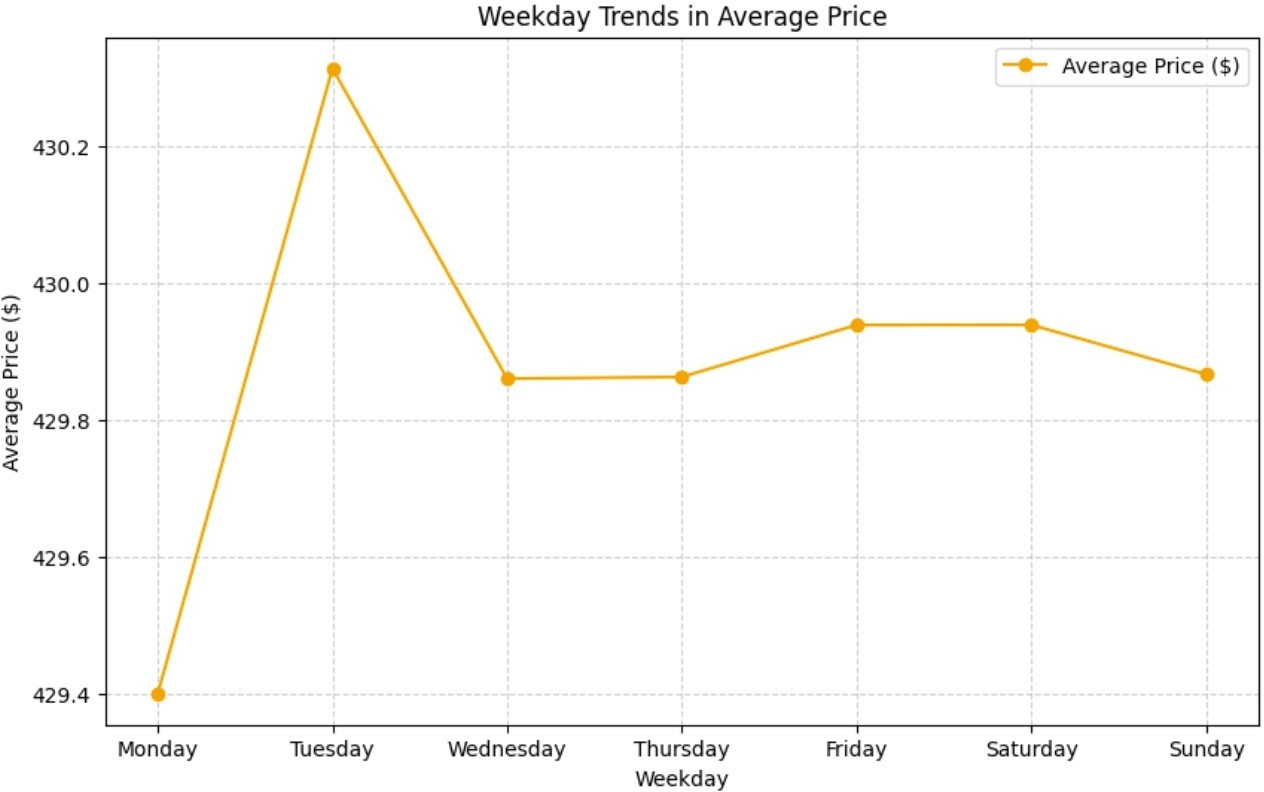 Weekday Trends in Average Price
Average Price ($)
430.2
430.0
429.8
429.6
429.4
Average Price ($)
Monday Tuesday Wednesday Thursday Friday Saturday Sunday
Weekday